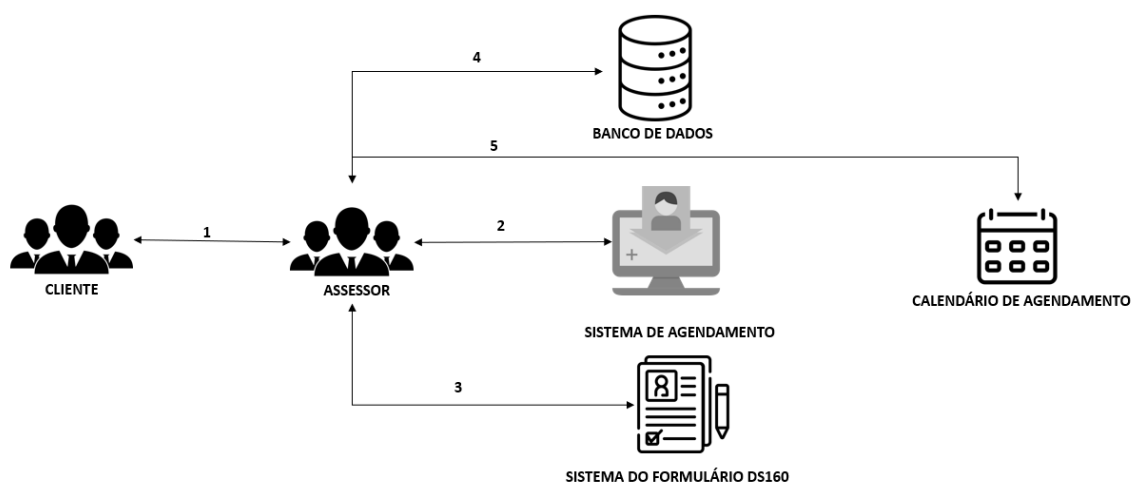 4
BANCO DE DADOS
5
1
2
CLIENTE
ASSESSOR
CALENDÁRIO DE AGENDAMENTO
SISTEMA DE AGENDAMENTO
3
SISTEMA DO FORMULÁRIO DS160